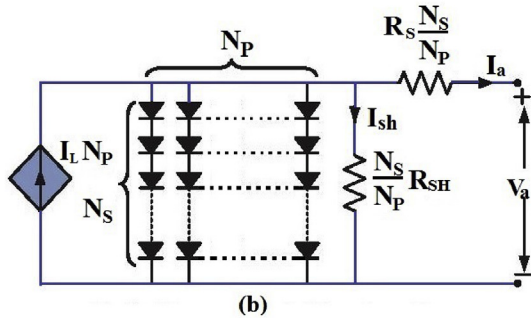 N_P
R_S N_S/N_P
I_a
+
I_sh
I_L N_P
N_S
N_S/N_P R_SH
V_a
−
(b)